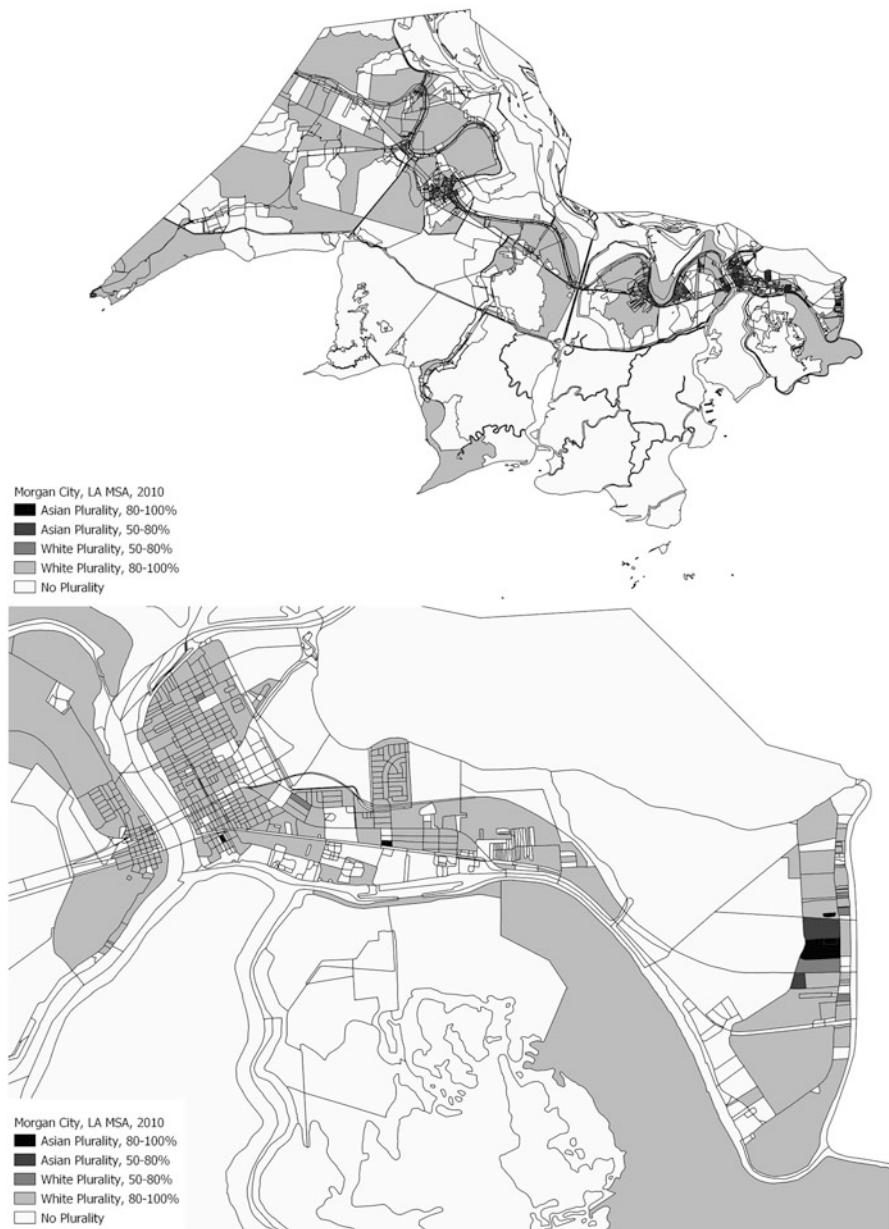 Morgan City, LA MSA, 2010
Asian Plurality, 80-100%
Asian Plurality, 50-80%
White Plurality, 50-80%
White Plurality, 80-100%
No Plurality
Morgan City, LA MSA, 2010
Asian Plurality, 80-100%
Asian Plurality, 50-80%
White Plurality, 50-80%
White Plurality, 80-100%
No Plurality